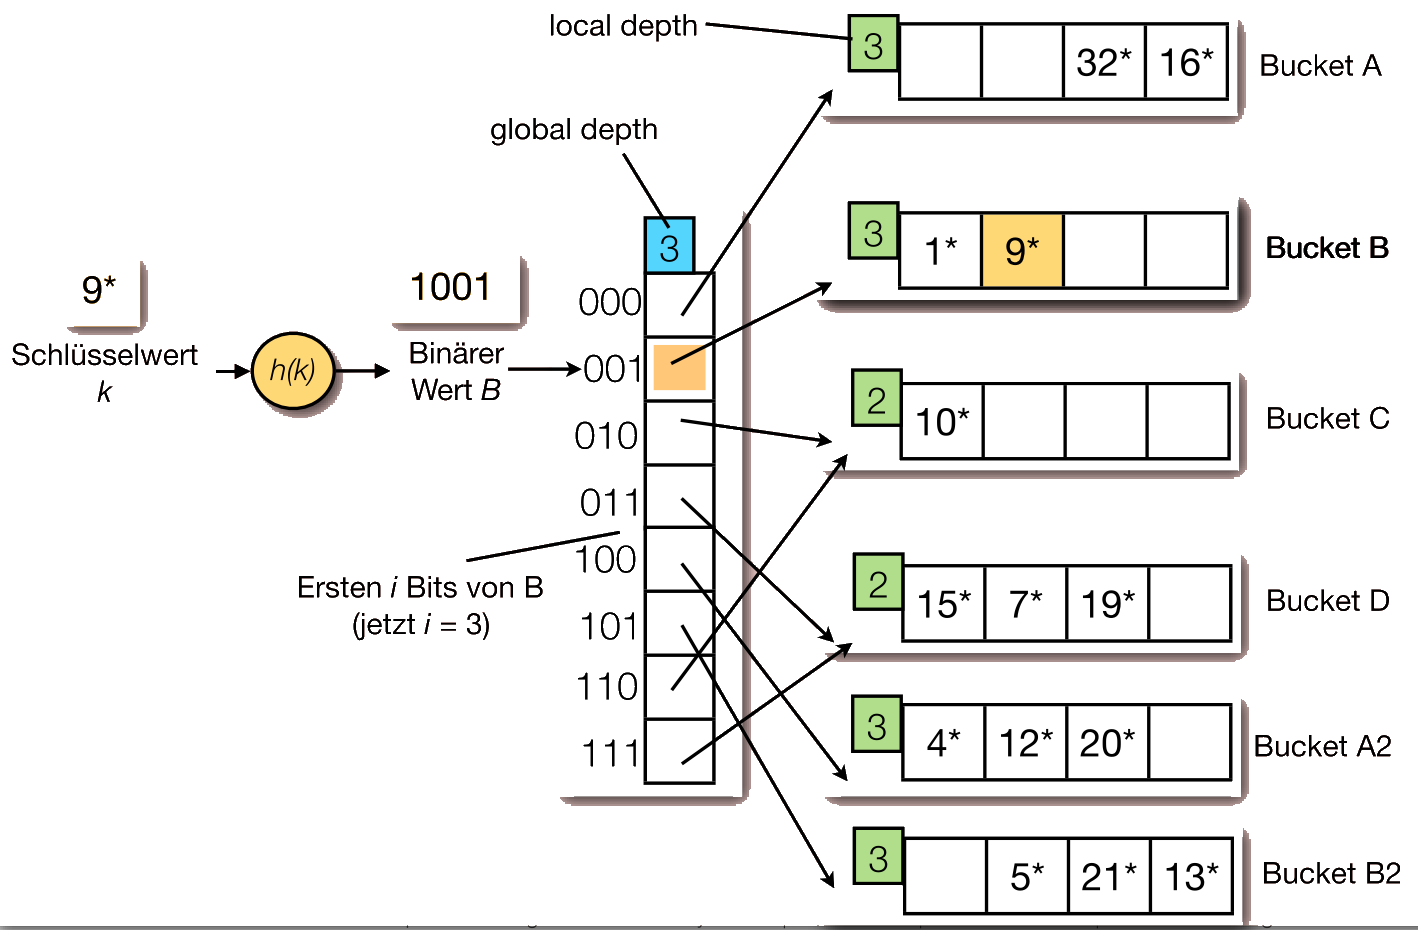 local depth
3
32*
16*
Bucket A
global depth
3
3
1*
9*
Bucket B
9*
1001
000
Schlüsselwert
k
h(k)
Binärer
Wert B
001
2
10*
Bucket C
010
011
100
Ersten i Bits von B
(jetzt i = 3)
2
15*
7*
19*
Bucket D
101
110
111
3
4*
12*
20*
Bucket A2
3
5*
21*
13*
Bucket B2